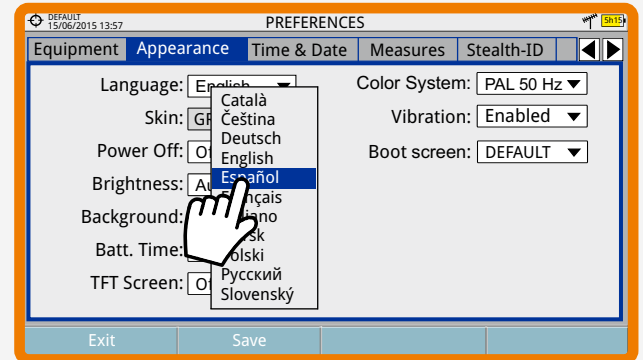 DEFAULT
15/06/2015 13:57
PREFERENCES
5h15
Equipment Appearance Time & Date Measures Stealth-ID
Language: English
Color System: PAL 50 Hz
Skin:
Vibration: Enabled
Power Off:
Boot screen: DEFAULT
Brightness:
Background:
Batt. Time:
TFT Screen:
Català
Čeština
Deutsch
English
Español
Polski
Русский
Slovenský
Exit Save